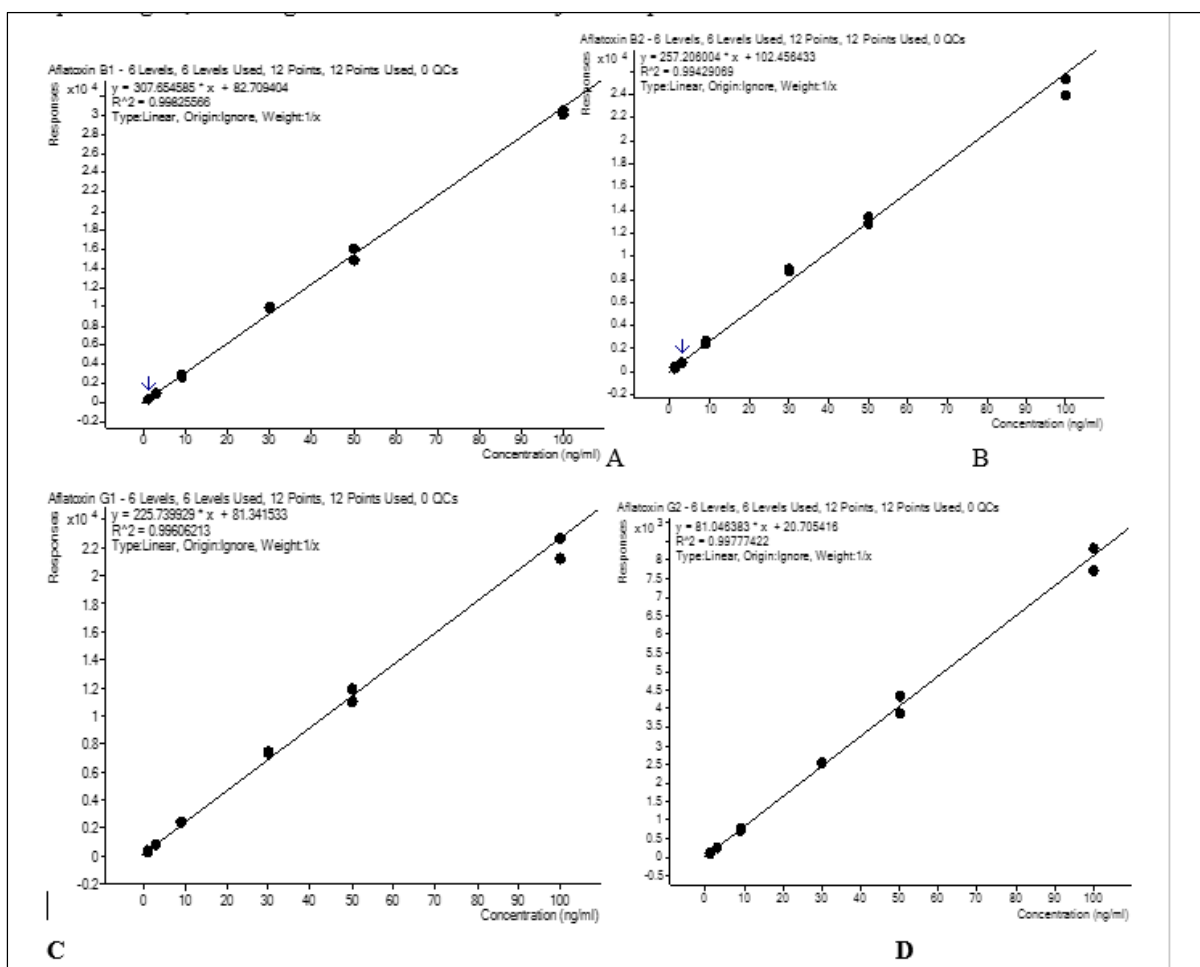 Aflatoxin B1 - 6 Levels, 6 Levels Used, 12 Points, 12 Points Used, 0 QCs
Responses
x10 4
y = 307.654585 * x + 82.709404
R^2 = 0.99825566
Type:Linear, Origin:Ignore, Weight:1/x
3
2.8
2.6
2.4
2.2
2
1.8
1.6
1.4
1.2
1
0.8
0.6
0.4
0.2
0
-0.2
0 10 20 30 40 50 60 70 80 90 100
Concentration (ng/ml)
A
Aflatoxin B2 - 6 Levels, 6 Levels Used, 12 Points, 12 Points Used, 0 QCs
Responses
x10 4
y = 257.206004 * x + 102.456433
R^2 = 0.99429069
Type:Linear, Origin:Ignore, Weight:1/x
2.4
2.2
2
1.8
1.6
1.4
1.2
1
0.8
0.6
0.4
0.2
0
-0.2
0 10 20 30 40 50 60 70 80 90 100
Concentration (ng/ml)
B
Aflatoxin G1 - 6 Levels, 6 Levels Used, 12 Points, 12 Points Used, 0 QCs
Responses
x10 4
y = 225.739929 * x + 81.341533
R^2 = 0.99606213
Type:Linear, Origin:Ignore, Weight:1/x
2.2
2
1.8
1.6
1.4
1.2
1
0.8
0.6
0.4
0.2
0
-0.2
0 10 20 30 40 50 60 70 80 90 100
Concentration (ng/ml)
C
Aflatoxin G2 - 6 Levels, 6 Levels Used, 12 Points, 12 Points Used, 0 QCs
Responses
x10 3
y = 81.046383 * x + 20.705416
R^2 = 0.99777422
Type:Linear, Origin:Ignore, Weight:1/x
8
7.5
7
6.5
6
5.5
5
4.5
4
3.5
3
2.5
2
1.5
1
0.5
0
-0.5
0 10 20 30 40 50 60 70 80 90 100
Concentration (ng/ml)
D